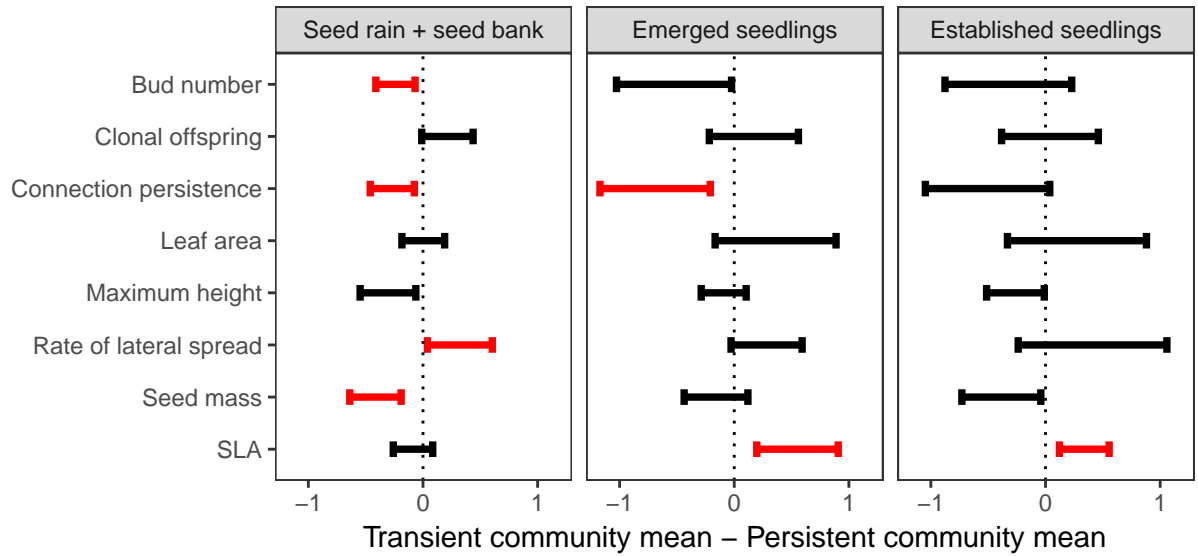 Seed rain + seed bank Emerged seedlings Established seedlings
Bud number
Clonal offspring
Connection persistence
Leaf area
Maximum height
Rate of lateral spread
Seed mass
SLA
−1 0 1 −1 0 1 −1 0 1
Transient community mean − Persistent community mean